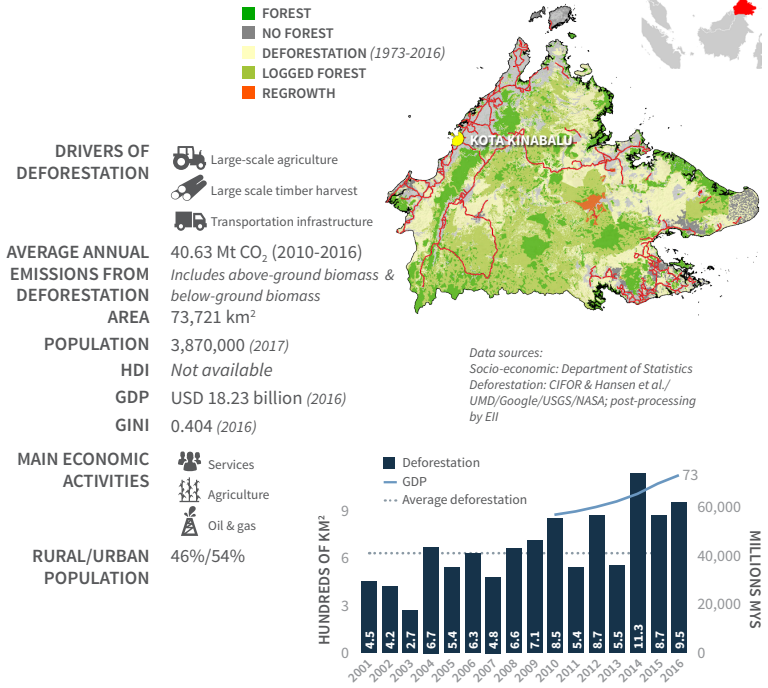 FOREST
NO FOREST
DEFORESTATION (1973-2016)
LOGGED FOREST
REGROWTH
KOTA KINABALU
DRIVERS OF
DEFORESTATION
Large-scale agriculture
Large scale timber harvest
Transportation infrastructure
AVERAGE ANNUAL
EMISSIONS FROM
DEFORESTATION
40.63 Mt CO₂ (2010-2016)
Includes above-ground biomass &
below-ground biomass
AREA
73,721 km²
POPULATION
3,870,000 (2017)
HDI
Not available
GDP
USD 18.23 billion (2016)
GINI
0.404 (2016)
Data sources:
Socio-economic: Department of Statistics
Deforestation: CIFOR & Hansen et al./
UMD/Google/USGS/NASA; post-processing
by EII
MAIN ECONOMIC
ACTIVITIES
Services
Agriculture
Oil & gas
RURAL/URBAN
POPULATION
46%/54%
Deforestation
GDP
Average deforestation
HUNDREDS OF KM²
9
6
3
0
73
60,000
40,000
20,000
0
MILLIONS MYS
4.5
4.2
2.7
6.7
5.4
6.3
4.8
6.6
7.1
8.5
5.4
8.7
5.5
11.3
8.7
9.5
2001
2002
2003
2004
2005
2006
2007
2008
2009
2010
2011
2012
2013
2014
2015
2016